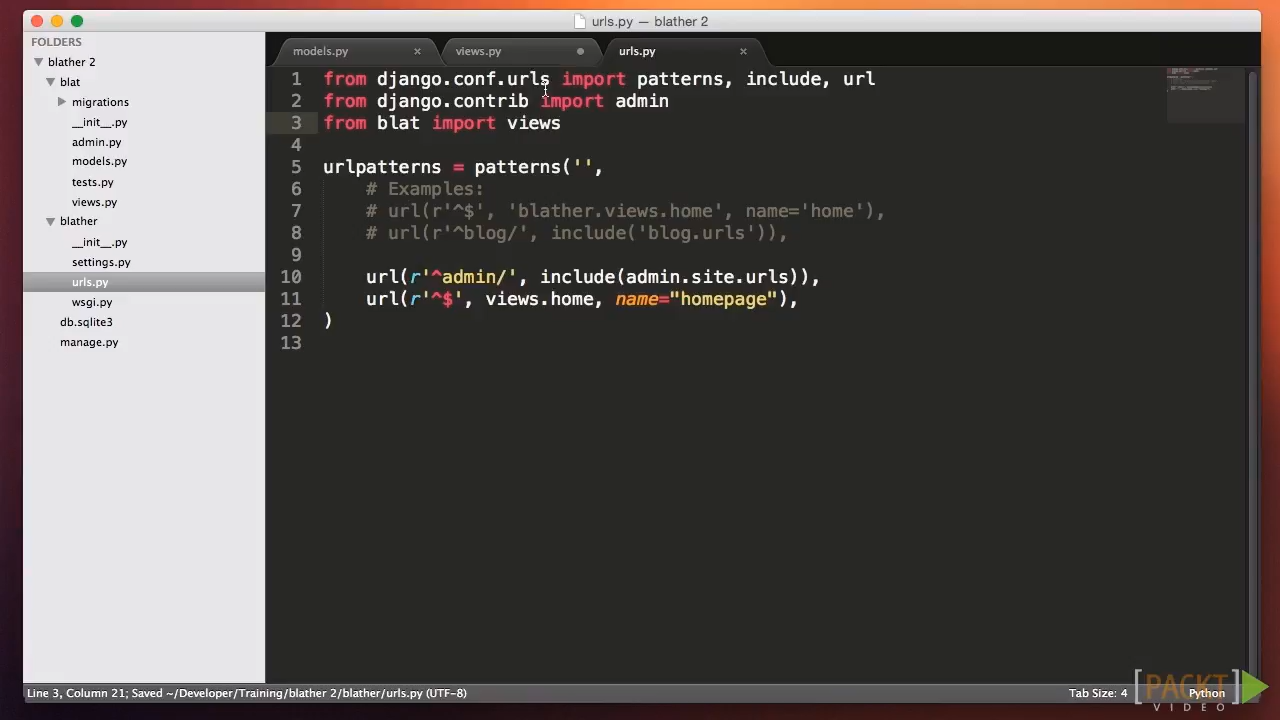 urls.py — blather 2
FOLDERS
blather 2
blat
migrations
__init__.py
admin.py
models.py
tests.py
views.py
blather
__init__.py
settings.py
urls.py
wsgi.py
db.sqlite3
manage.py
models.py
views.py
urls.py
1 from django.conf.urls import patterns, include, url
2 from django.contrib import admin
3 from blat import views
4
5 urlpatterns = patterns('',
6 # Examples:
7 # url(r'^$', 'blather.views.home', name='home'),
8 # url(r'^blog/', include('blog.urls')),
9
10 url(r'^admin/', include(admin.site.urls)),
11 url(r'^$', views.home, name="homepage"),
12 )
13
Line 3, Column 21; Saved ~/Developer/Training/blather 2/blather/urls.py (UTF-8)
Tab Size: 4
Python
PACKT
VIDEO